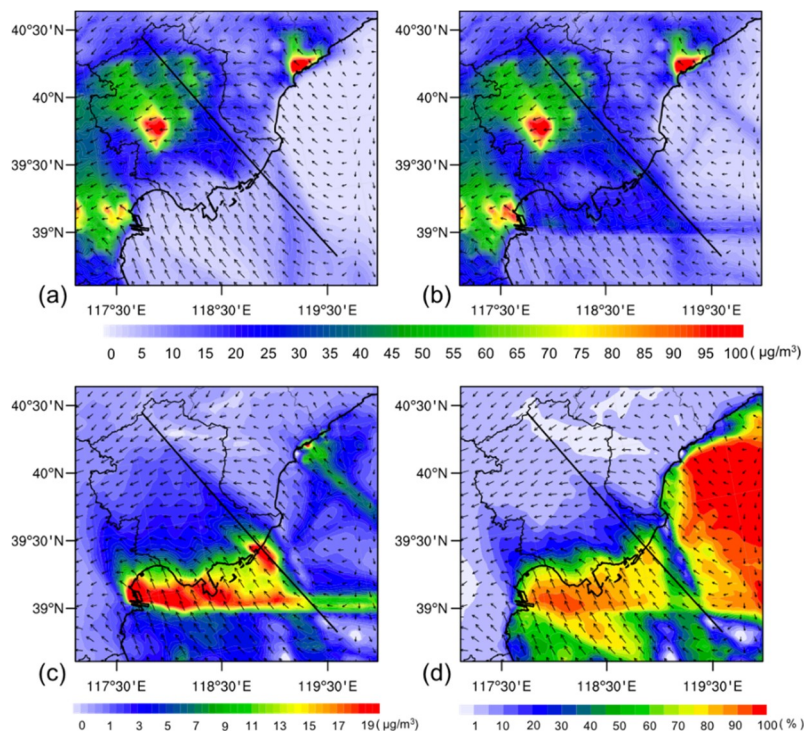 40°30′N
40°N
39°30′N
39°N
(a)
117°30′E 118°30′E 119°30′E
40°30′N
40°N
39°30′N
39°N
(b)
117°30′E 118°30′E 119°30′E
0 5 10 15 20 25 30 35 40 45 55 60 65 70 75 80 85 90 95 100 (μg/m³)
40°30′N
40°N
39°30′N
39°N
(c)
117°30′E 118°30′E 119°30′E
0 1 3 5 7 9 11 14 15 17 19 (μg/m³)
40°30′N
40°N
39°30′N
39°N
(d)
117°30′E 118°30′E 119°30′E
1 10 20 30 40 50 60 70 80 90 100 (%)